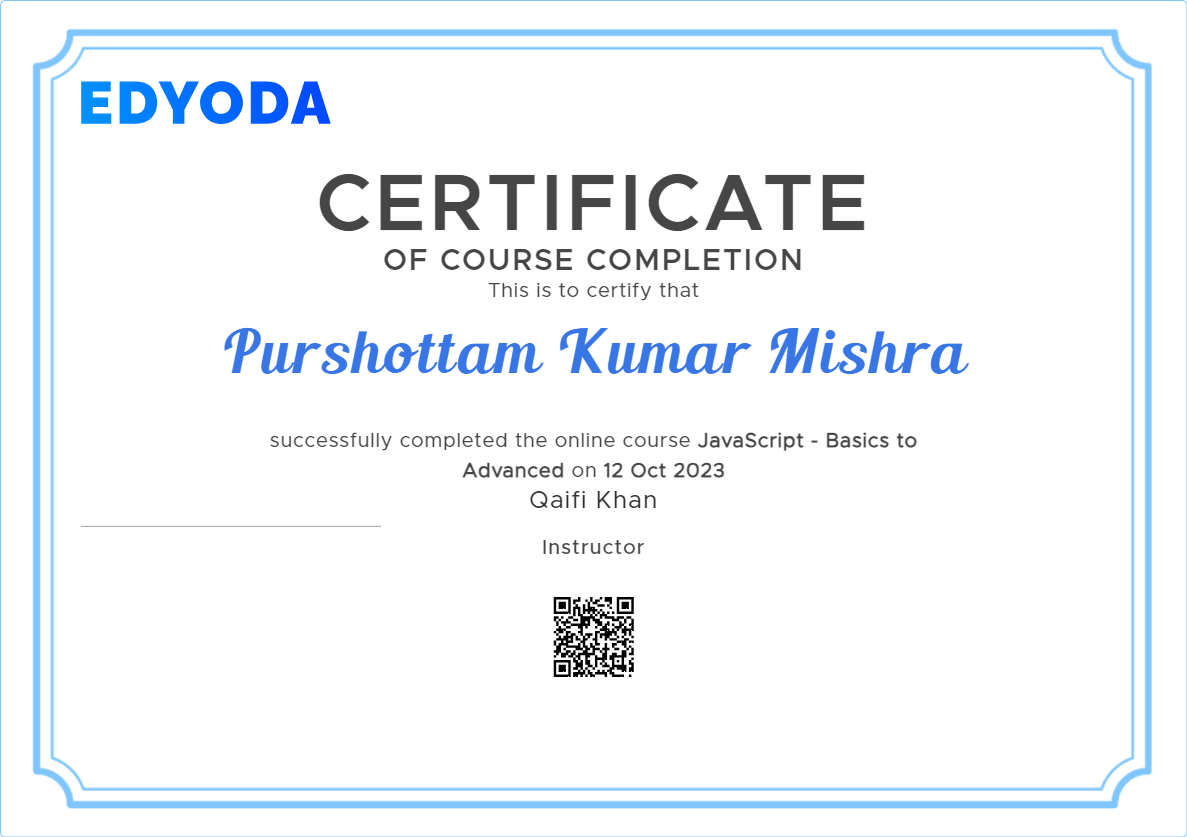 EDYODA
CERTIFICATE
OF COURSE COMPLETION
This is to certify that
Purshottam Kumar Mishra
successfully completed the online course JavaScript - Basics to
Advanced on 12 Oct 2023
Qaifi Khan
Instructor